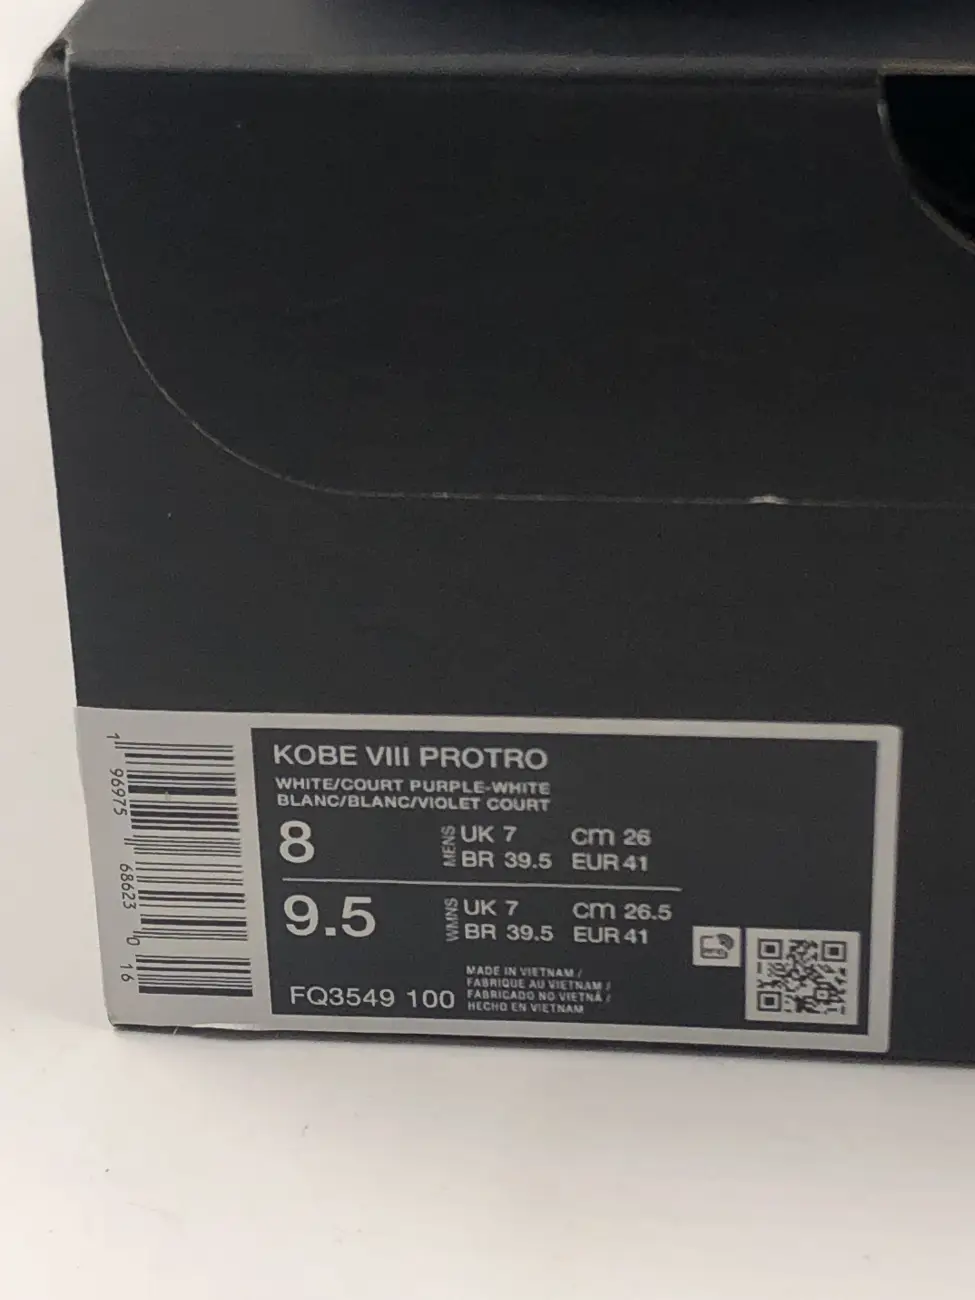 KOBE VIII PROTRO
WHITE/COURT PURPLE-WHITE
BLANC/BLANC/VIOLET COURT
8 MENS UK 7 cm 26
BR 39.5 EUR 41
9.5 WMNS UK 7 cm 26.5
BR 39.5 EUR 41
FQ3549 100
MADE IN VIETNAM /
FABRIQUE AU VIETNAM /
FABRICADO NO VIETNÃ /
HECHO EN VIETNAM
1 96975 68623 0 16